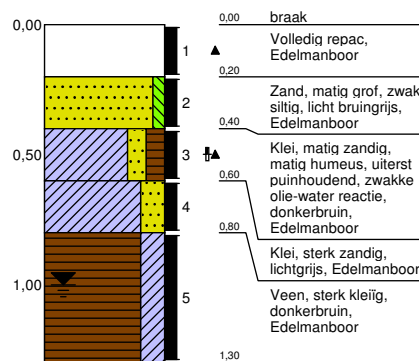 0,00
0,50
1,00
1
2
3
4
5
0,00
braak
Volledig repac,
Edelmanboor
0,20
Zand, matig grof, zwak
siltig, licht bruingrijs,
Edelmanboor
0,40
Klei, matig zandig,
matig humeus, uiterst
puinhoudend, zwakke
olie-water reactie,
donkerbruin,
Edelmanboor
0,60
Klei, sterk zandig,
lichtgrijs, Edelmanboor
0,80
Veen, sterk kleiïg,
donkerbruin,
Edelmanboor
1,30